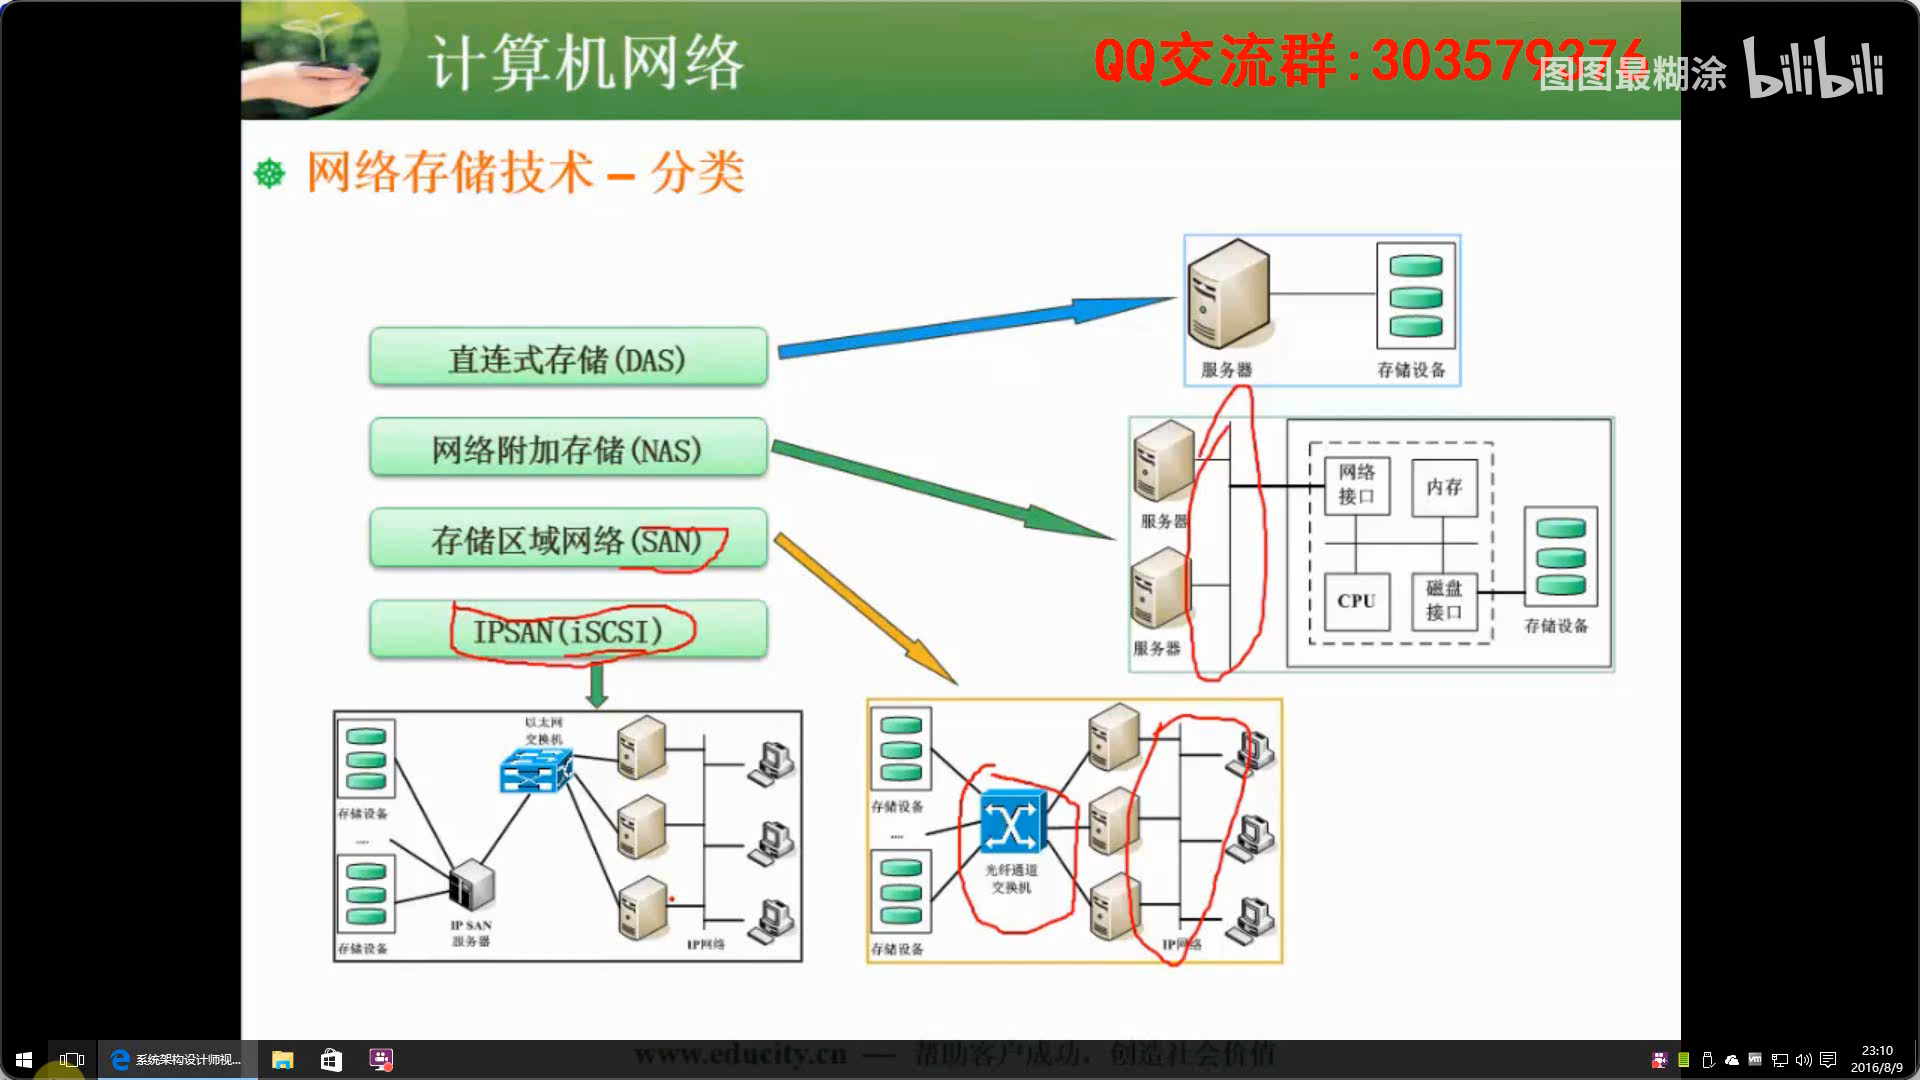 计算机网络
QQ交流群:303579376
图图最糊涂 bilibili
网络存储技术 – 分类
直连式存储(DAS)
网络附加存储(NAS)
存储区域网络(SAN)
IPSAN(iSCSI)
服务器
存储设备
服务器
服务器
网络
接口
内存
CPU
磁盘
接口
存储设备
以太网
交换机
存储设备
....
存储设备
IP SAN
服务器
IP网络
存储设备
....
存储设备
光纤通道
交换机
IP网络
www.educity.cn — 帮助客户成功，创造社会价值
系统架构设计师视...
23:10
2016/8/9